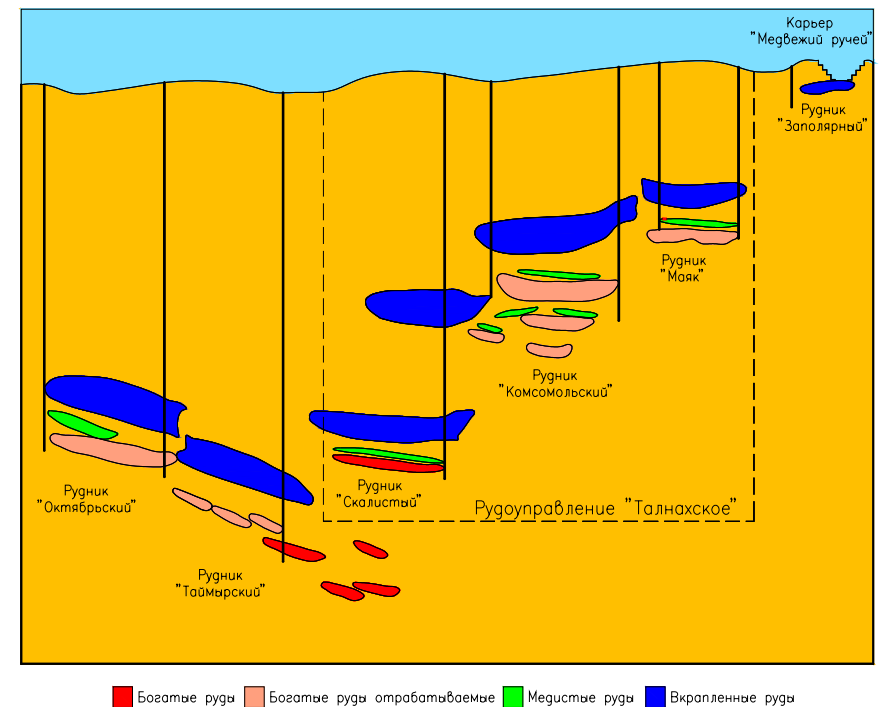 Карьер
"Медвежий ручей"
Рудник
"Заполярный"
Рудник
"Маяк"
Рудник
"Комсомольский"
Рудник
"Скалистый"
Рудоуправление "Талнахское"
Рудник
"Октябрьский"
Рудник
"Таймырский"
Богатые руды
Богатые руды отрабатываемые
Медистые руды
Вкрапленные руды